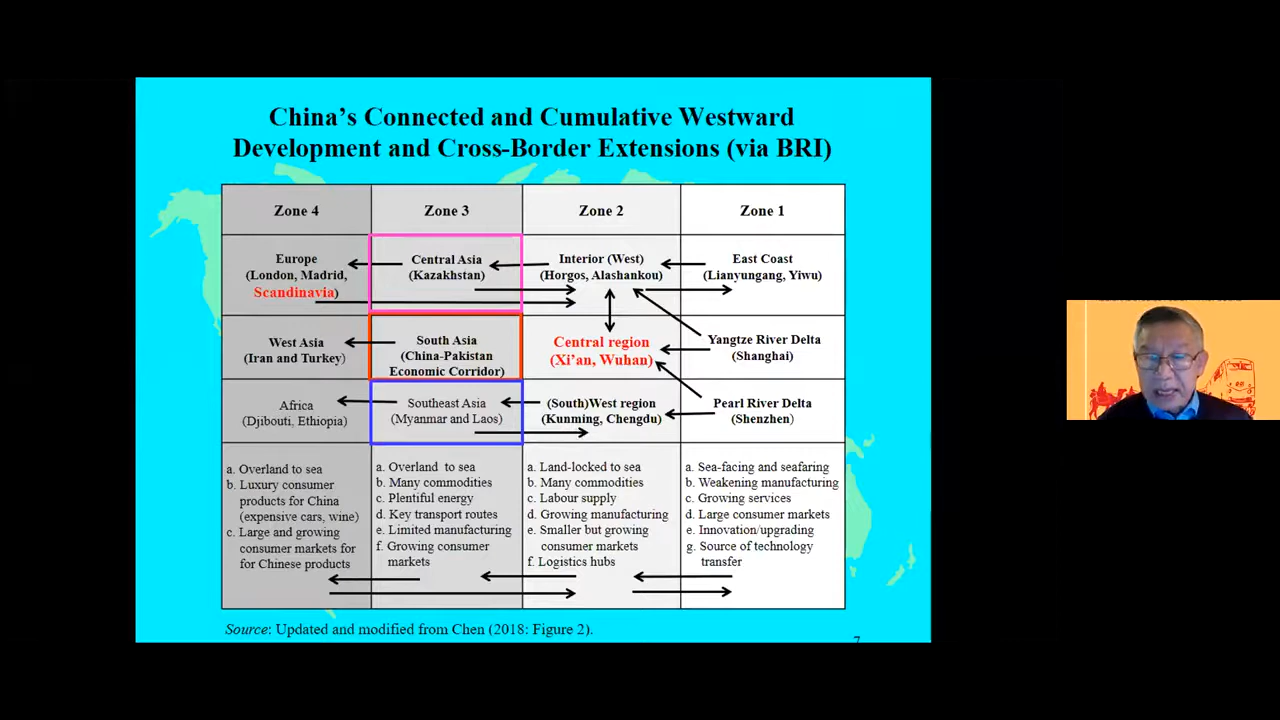 China's Connected and Cumulative Westward
Development and Cross-Border Extensions (via BRI)
Zone 4
Zone 3
Zone 2
Zone 1
Europe
(London, Madrid,
Scandinavia)
Central Asia
(Kazakhstan)
Interior (West)
(Horgos, Alashankou)
East Coast
(Lianyungang, Yiwu)
West Asia
(Iran and Turkey)
South Asia
(China-Pakistan
Economic Corridor)
Central region
(Xi'an, Wuhan)
Yangtze River Delta
(Shanghai)
Africa
(Djibouti, Ethiopia)
Southeast Asia
(Myanmar and Laos)
(South)West region
(Kunming, Chengdu)
Pearl River Delta
(Shenzhen)
a. Overland to sea
b. Luxury consumer
products for China
(expensive cars, wine)
c. Large and growing
consumer markets for
for Chinese products
a. Overland to sea
b. Many commodities
c. Plentiful energy
d. Key transport routes
e. Limited manufacturing
f. Growing consumer
markets
a. Land-locked to sea
b. Many commodities
c. Labour supply
d. Growing manufacturing
e. Smaller but growing
consumer markets
f. Logistics hubs
a. Sea-facing and seafaring
b. Weakening manufacturing
c. Growing services
d. Large consumer markets
e. Innovation/upgrading
g. Source of technology
transfer
Source: Updated and modified from Chen (2018: Figure 2).
7